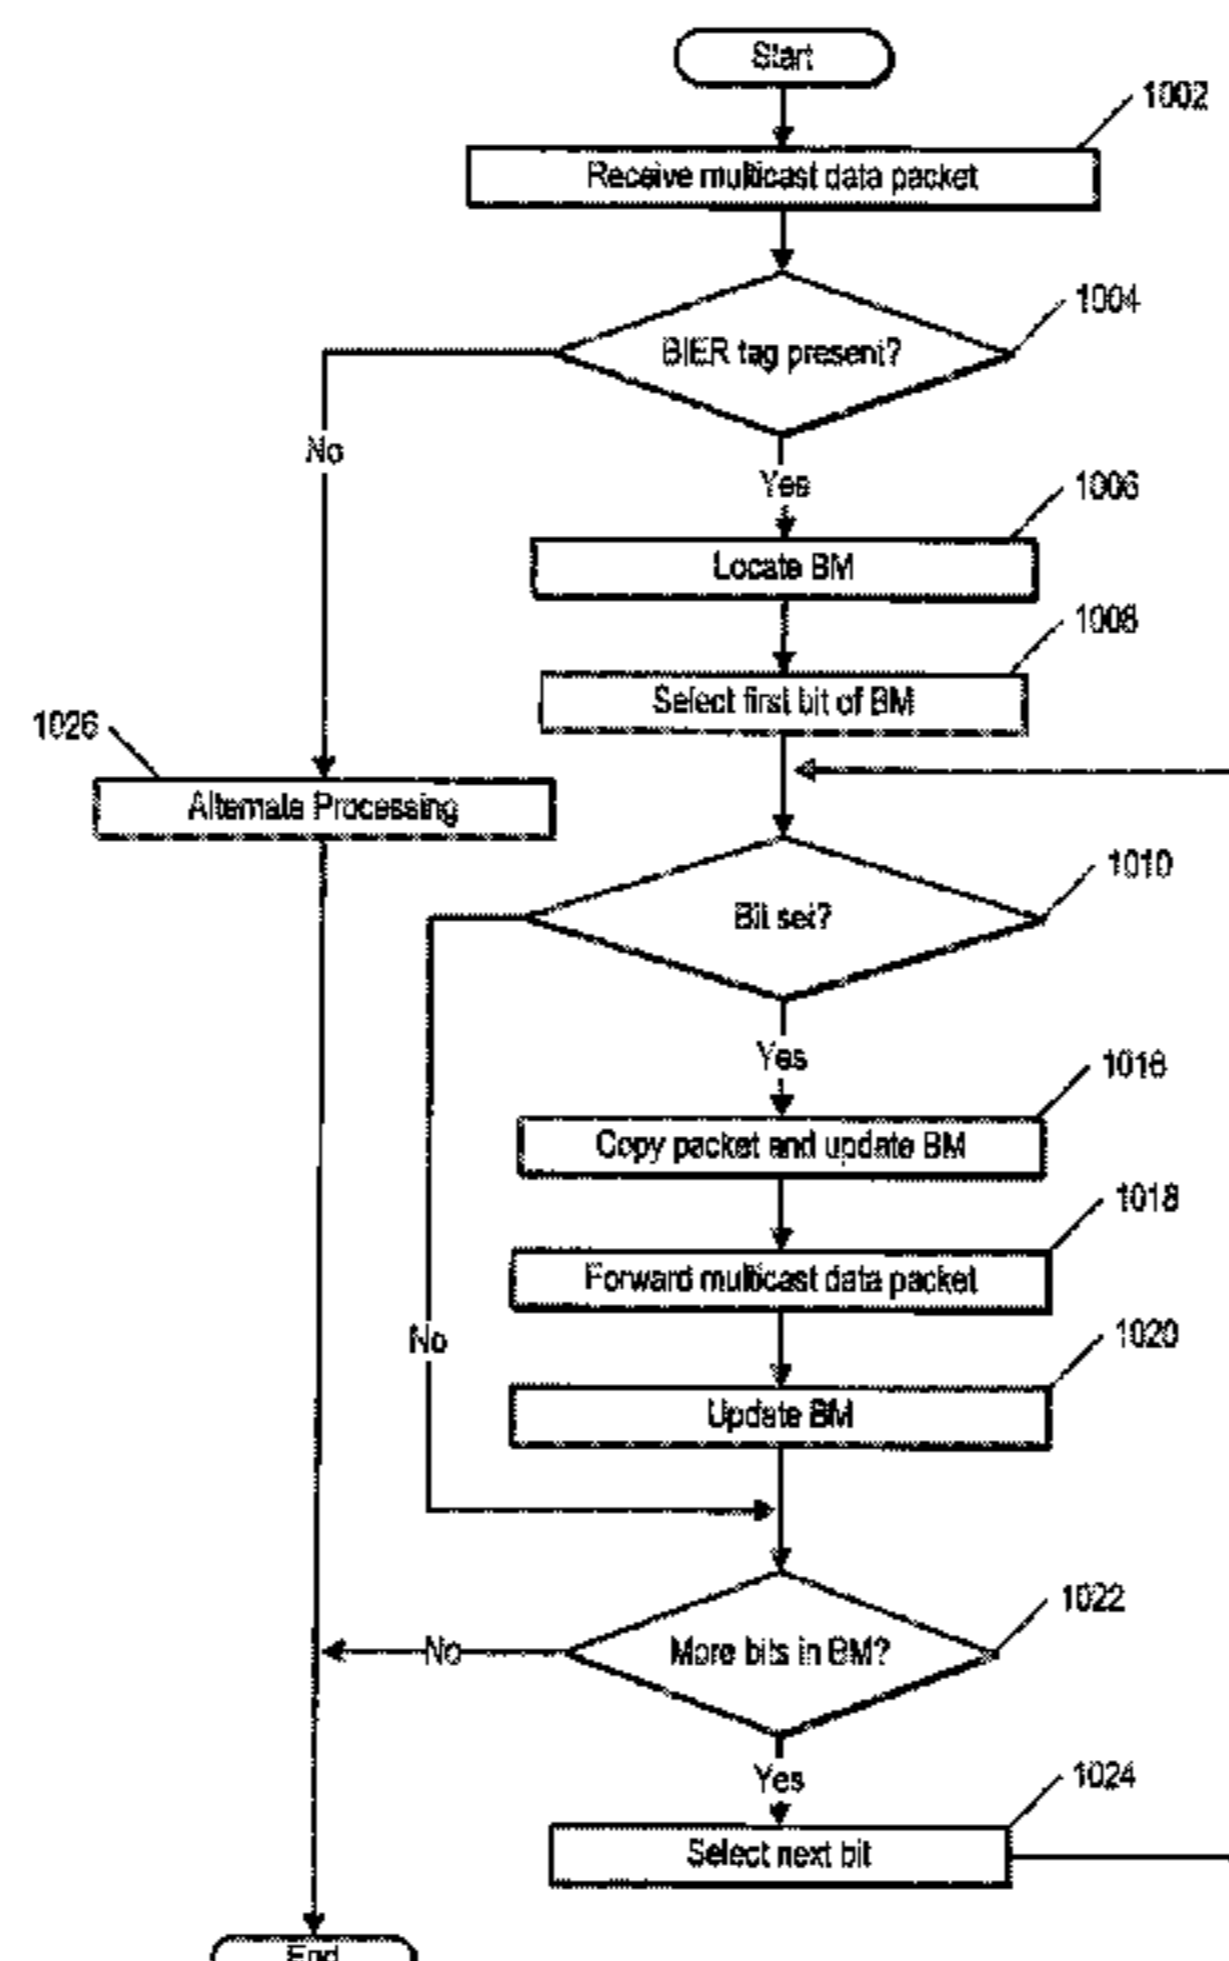 Start
1002
Receive multicast data packet
1004
BIER tag present?
No
Yes
1006
Locate BM
1008
Select first bit of BM
1026
Alternate Processing
1010
Bit set?
Yes
1016
Copy packet and update BM
1018
Forward multicast data packet
No
1020
Update BM
1022
More bits in BM?
No
Yes
1024
Select next bit
End